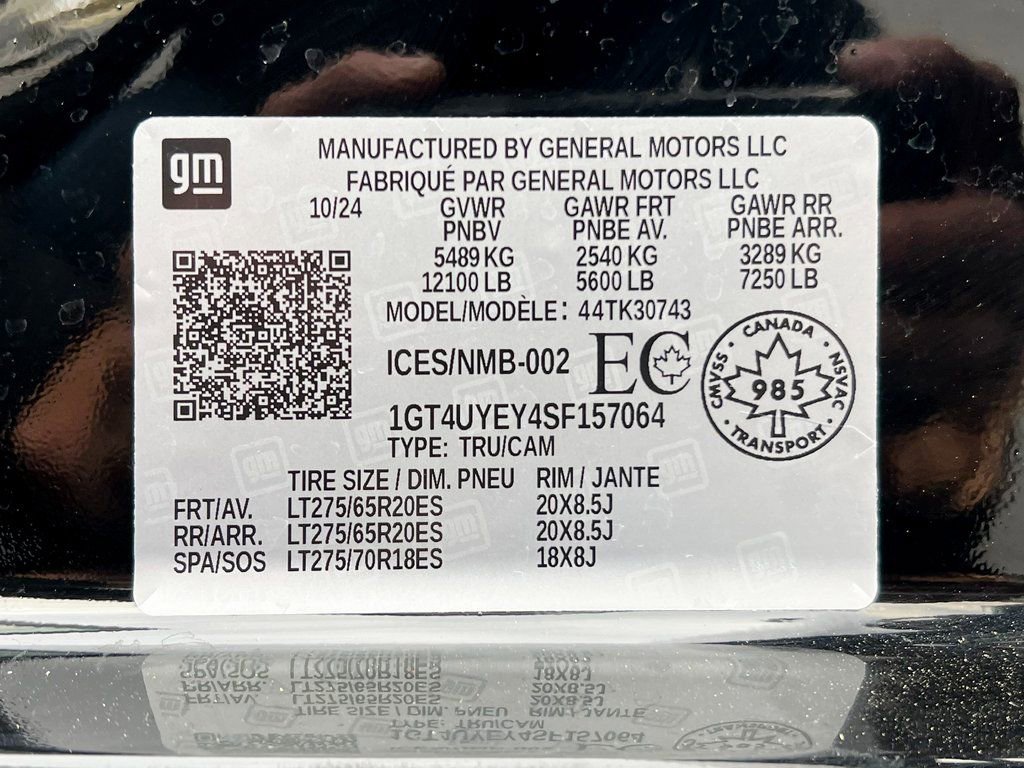 gm
MANUFACTURED BY GENERAL MOTORS LLC
FABRIQUÉ PAR GENERAL MOTORS LLC
10/24 GVWR GAWR FRT GAWR RR
PNBV PNBE AV. PNBE ARR.
5489 KG 2540 KG 3289 KG
12100 LB 5600 LB 7250 LB
MODEL/MODÈLE: 44TK30743
ICES/NMB-002 EC
CANADA
CMVSS · NSVAC
985
TRANSPORT
1GT4UYEY4SF157064
TYPE: TRU/CAM
TIRE SIZE / DIM. PNEU RIM / JANTE
FRT/AV. LT275/65R20ES 20X8.5J
RR/ARR. LT275/65R20ES 20X8.5J
SPA/SOS LT275/70R18ES 18X8J